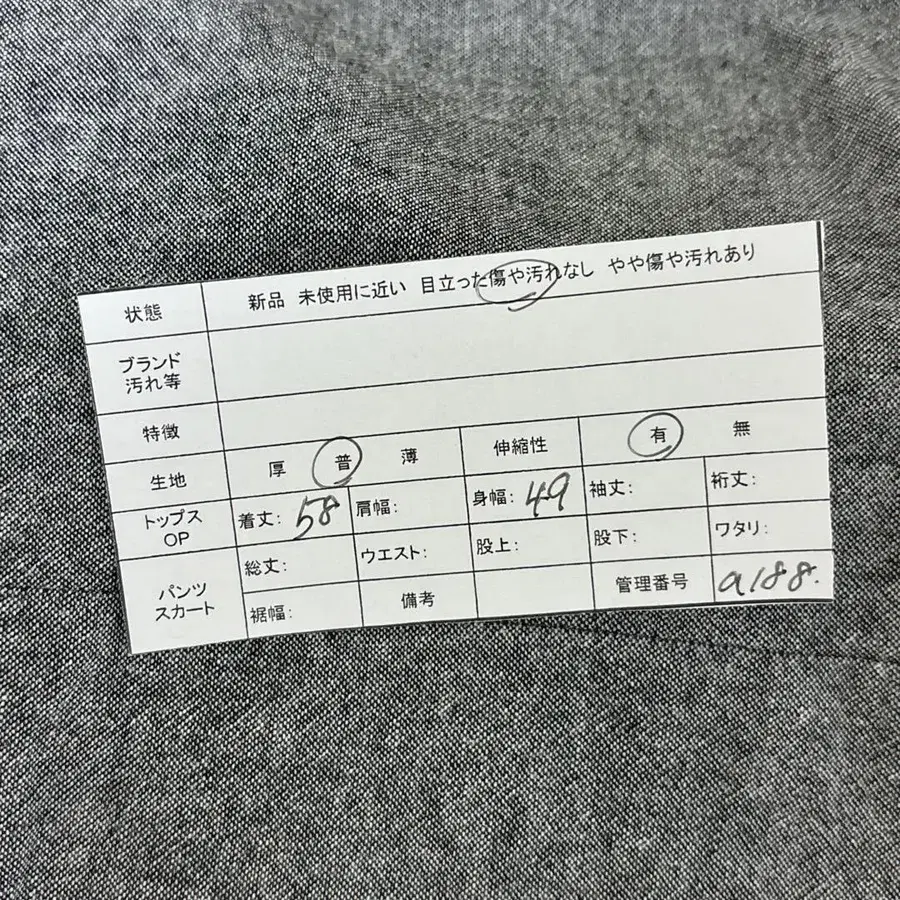 状態 新品 未使用に近い 目立った傷や汚れなし やや傷や汚れあり
ブランド
汚れ等
特徴
生地 厚 普 薄 伸縮性 有 無
トップス
OP
着丈: 58 肩幅: 身幅: 49 袖丈: 裄丈:
パンツ
スカート
総丈: ウエスト: 股上: 股下: ワタリ:
裾幅: 備考 管理番号 a188.